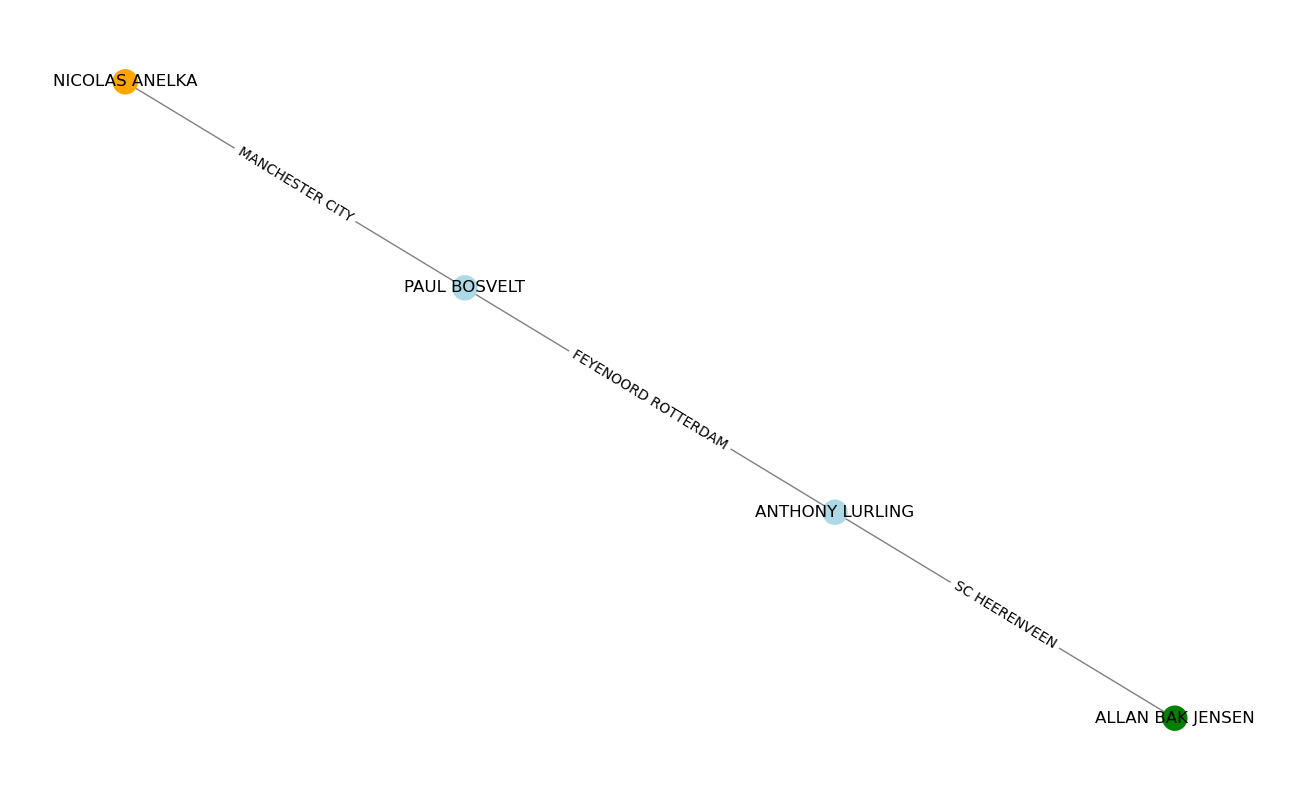 NICOLAS ANELKA
MANCHESTER CITY
PAUL BOSVELT
FEYENOORD ROTTERDAM
ANTHONY LURLING
SC HEERENVEEN
ALLAN BAK JENSEN